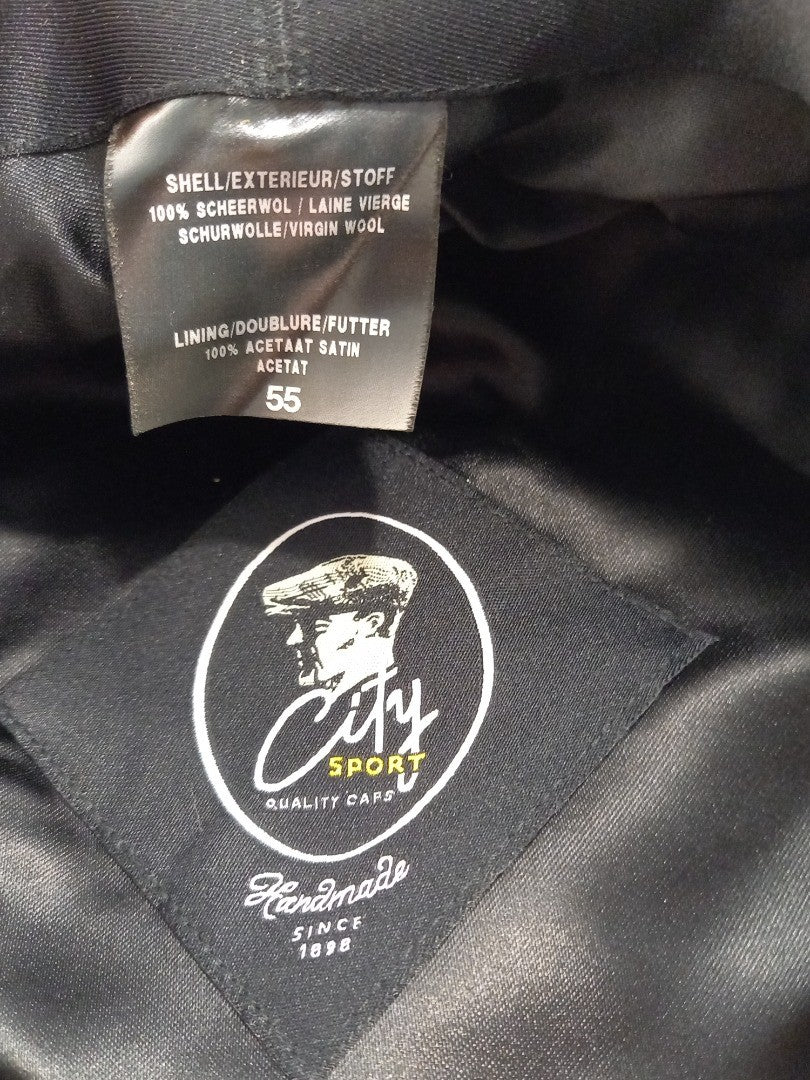 SHELL/EXTERIEUR/STOFF
100% SCHEERWOL / LAINE VIERGE
SCHURWOLLE/VIRGIN WOOL
LINING/DOUBLURE/FUTTER
100% ACETAAT SATIN
ACETAT
55
City
SPORT
QUALITY CAPS
Handmade
SINCE
1898